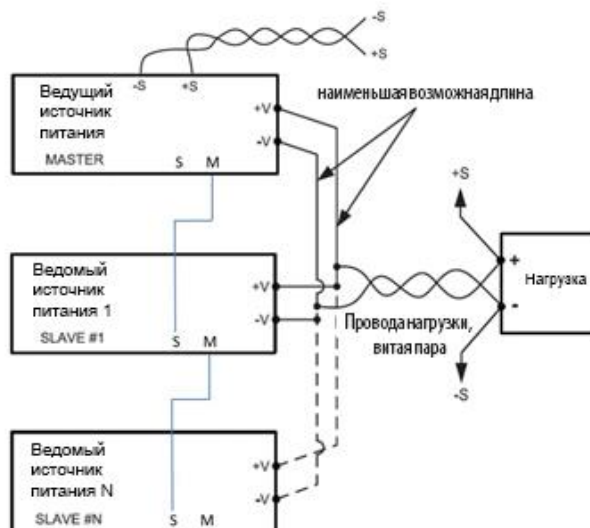 -S
+S
-S +S
Ведущий
источник
питания
MASTER
S M
+V
-V
наименьшая возможная длина
+S
Ведомый
источник
питания 1
SLAVE #1
S M
+V
-V
+
-
Нагрузка
Провода нагрузки,
витая пара
-S
Ведомый
источник
питания N
SLAVE #N
S M
+V
-V